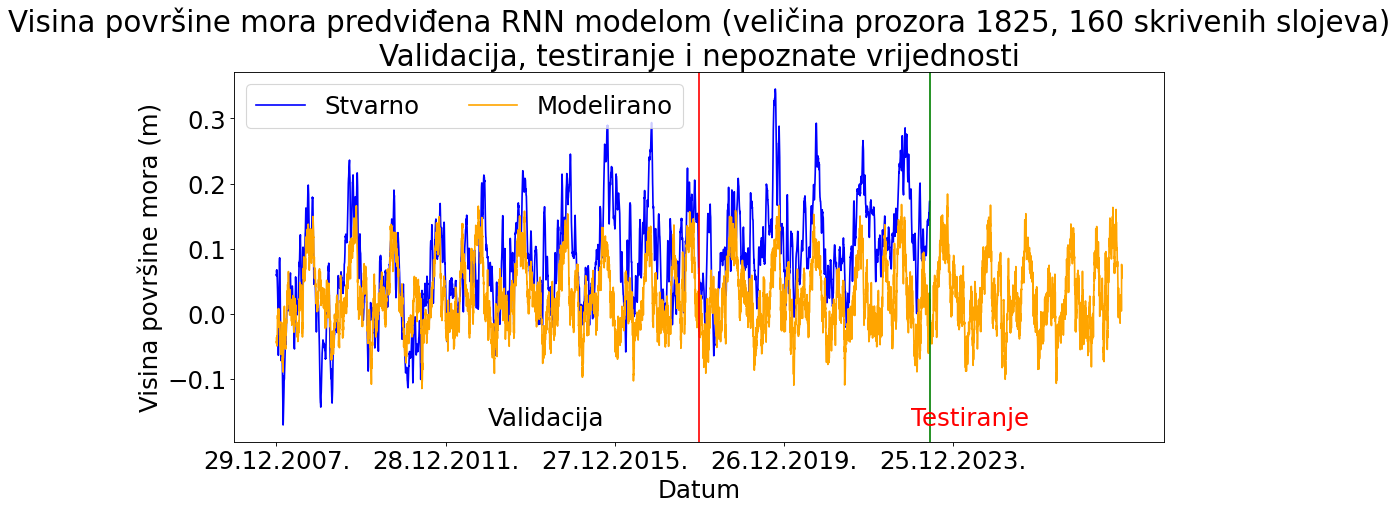 Visina površine mora predviđena RNN modelom (veličina prozora 1825, 160 skrivenih slojeva)
Validacija, testiranje i nepoznate vrijednosti
Stvarno
Modelirano
Visina površine mora (m)
0.3
0.2
0.1
0.0
−0.1
Validacija
Testiranje
29.12.2007.
28.12.2011.
27.12.2015.
26.12.2019.
25.12.2023.
Datum